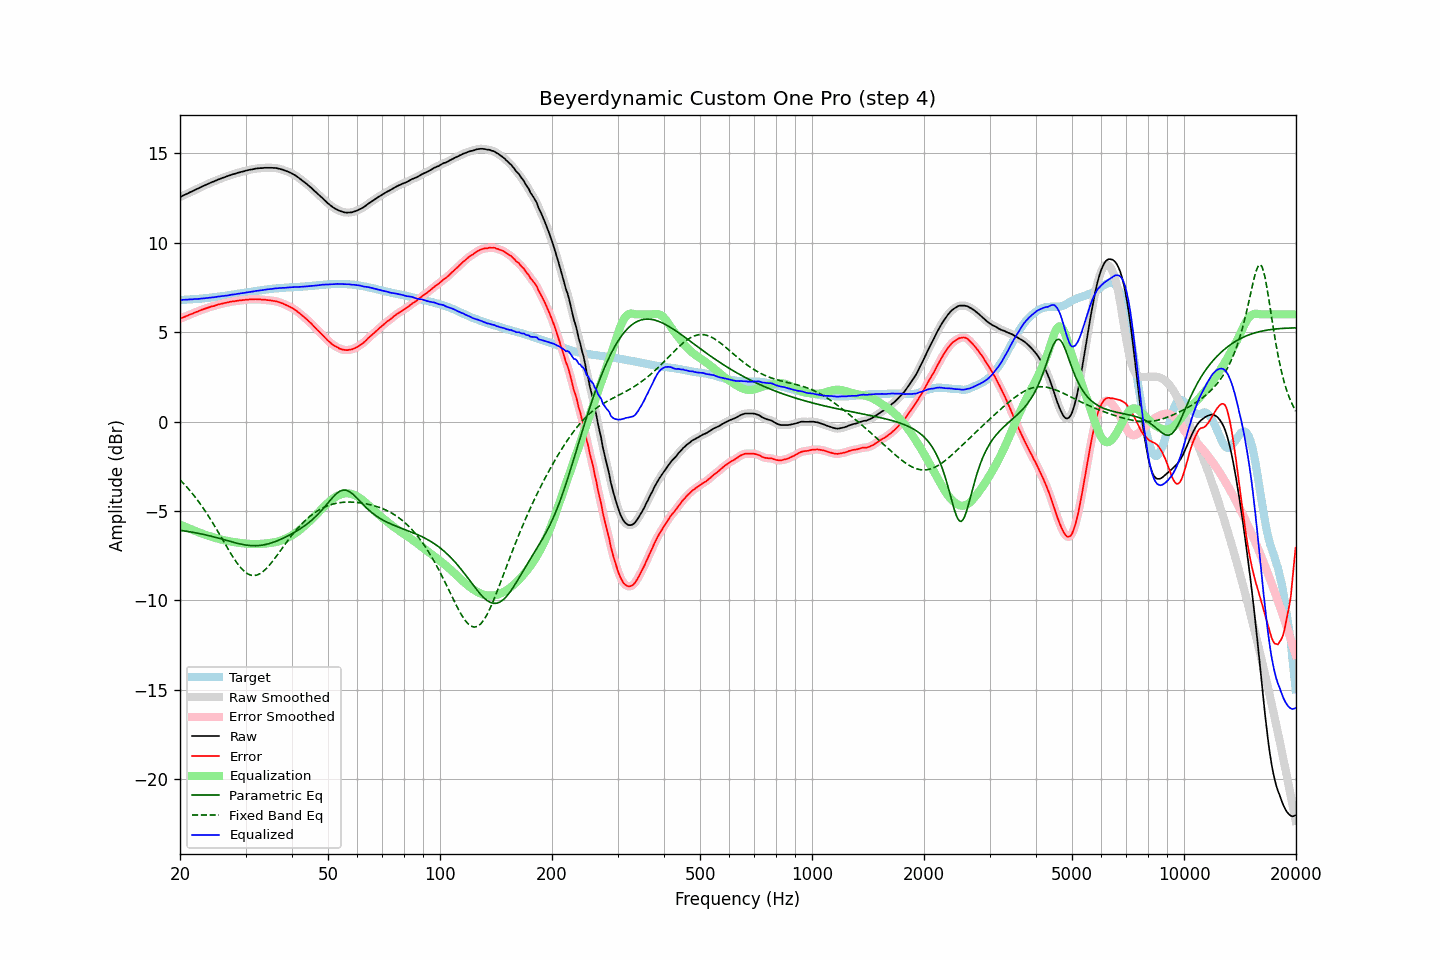 Beyerdynamic Custom One Pro (step 4)
15
10
5
0
−5
−10
−15
−20
Amplitude (dBr)
Target
Raw Smoothed
Error Smoothed
Raw
Error
Equalization
Parametric Eq
Fixed Band Eq
Equalized
20 50 100 200 500 1000 2000 5000 10000 20000
Frequency (Hz)